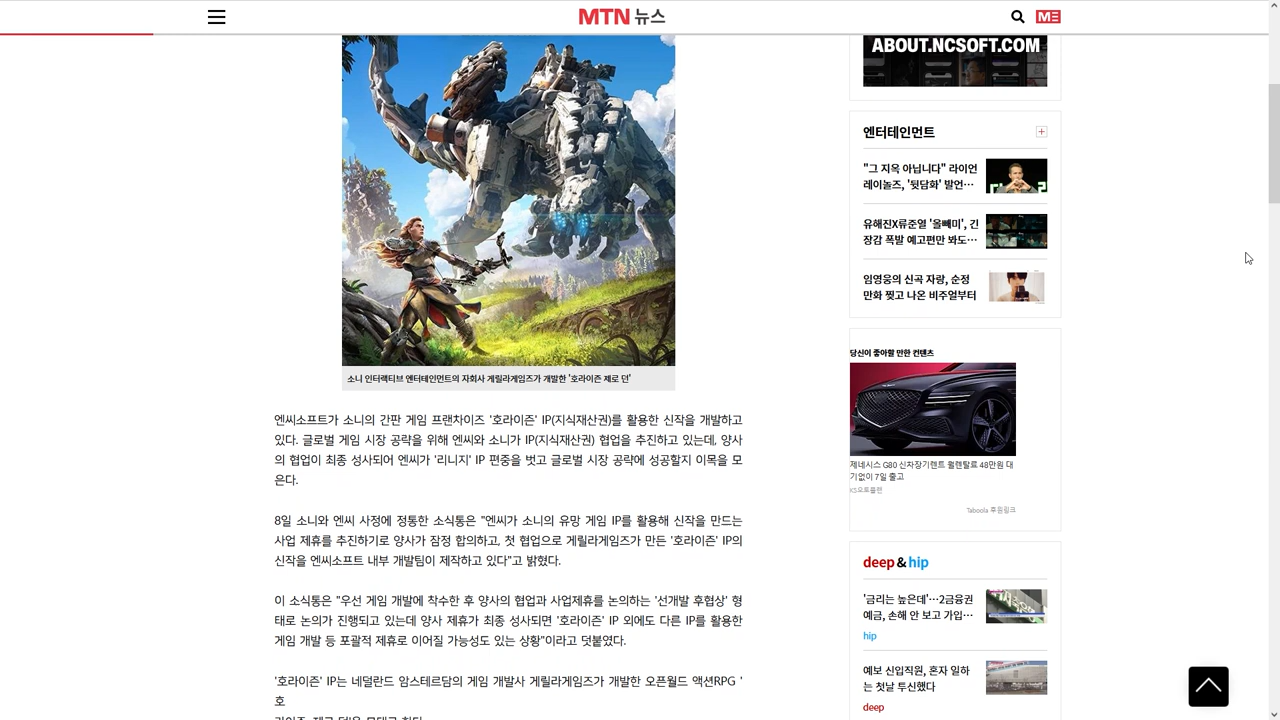 MTN 뉴스
ME
ABOUT.NCSOFT.COM
엔터테인먼트
"그 지옥 아닙니다" 라이언
레이놀즈, '뒷담화' 발언…
유해진X류준열 '올빼미', 긴
장감 폭발 예고편만 봐도…
임영웅의 신곡 자랑, 순정
만화 찢고 나온 비주얼부터
소니 인터랙티브 엔터테인먼트의 자회사 게릴라게임즈가 개발한 '호라이즌 제로 던'
당신이 좋아할 만한 컨텐츠
제네시스 G80 신차장기렌트 월렌탈료 48만원 대
기없이 7일 출고
KS오토플랜
Taboola 후원링크
엔씨소프트가 소니의 간판 게임 프랜차이즈 '호라이즌' IP(지식재산권)를 활용한 신작을 개발하고
있다. 글로벌 게임 시장 공략을 위해 엔씨와 소니가 IP(지식재산권) 협업을 추진하고 있는데, 양사
의 협업이 최종 성사되어 엔씨가 '리니지' IP 편중을 벗고 글로벌 시장 공략에 성공할지 이목을 모
은다.
8일 소니와 엔씨 사정에 정통한 소식통은 "엔씨가 소니의 유망 게임 IP를 활용해 신작을 만드는
사업 제휴를 추진하기로 양사가 잠정 합의하고, 첫 협업으로 게릴라게임즈가 만든 '호라이즌' IP의
신작을 엔씨소프트 내부 개발팀이 제작하고 있다"고 밝혔다.
이 소식통은 "우선 게임 개발에 착수한 후 양사의 협업과 사업제휴를 논의하는 '선개발 후협상' 형
태로 논의가 진행되고 있는데 양사 제휴가 최종 성사되면 '호라이즌' IP 외에도 다른 IP를 활용한
게임 개발 등 포괄적 제휴로 이어질 가능성도 있는 상황"이라고 덧붙였다.
'호라이즌' IP는 네덜란드 암스테르담의 게임 개발사 게릴라게임즈가 개발한 오픈월드 액션RPG '
호
deep & hip
'금리는 높은데'…2금융권
예금, 손해 안 보고 가입…
hip
예보 신입직원, 혼자 일하
는 첫날 투신했다
deep